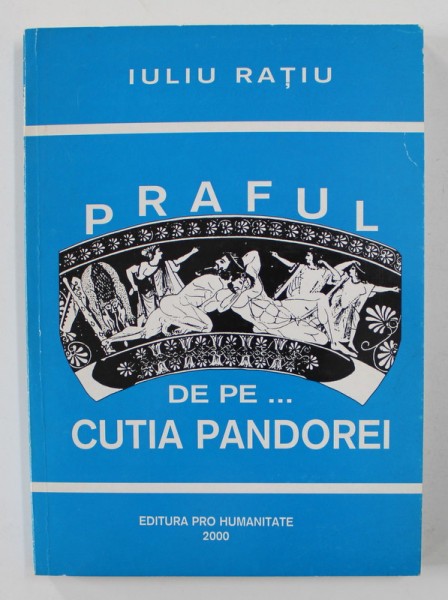 IULIU RAȚIU
PRAFUL
DE PE ...
CUTIA PANDOREI
EDITURA PRO HUMANITATE
2000